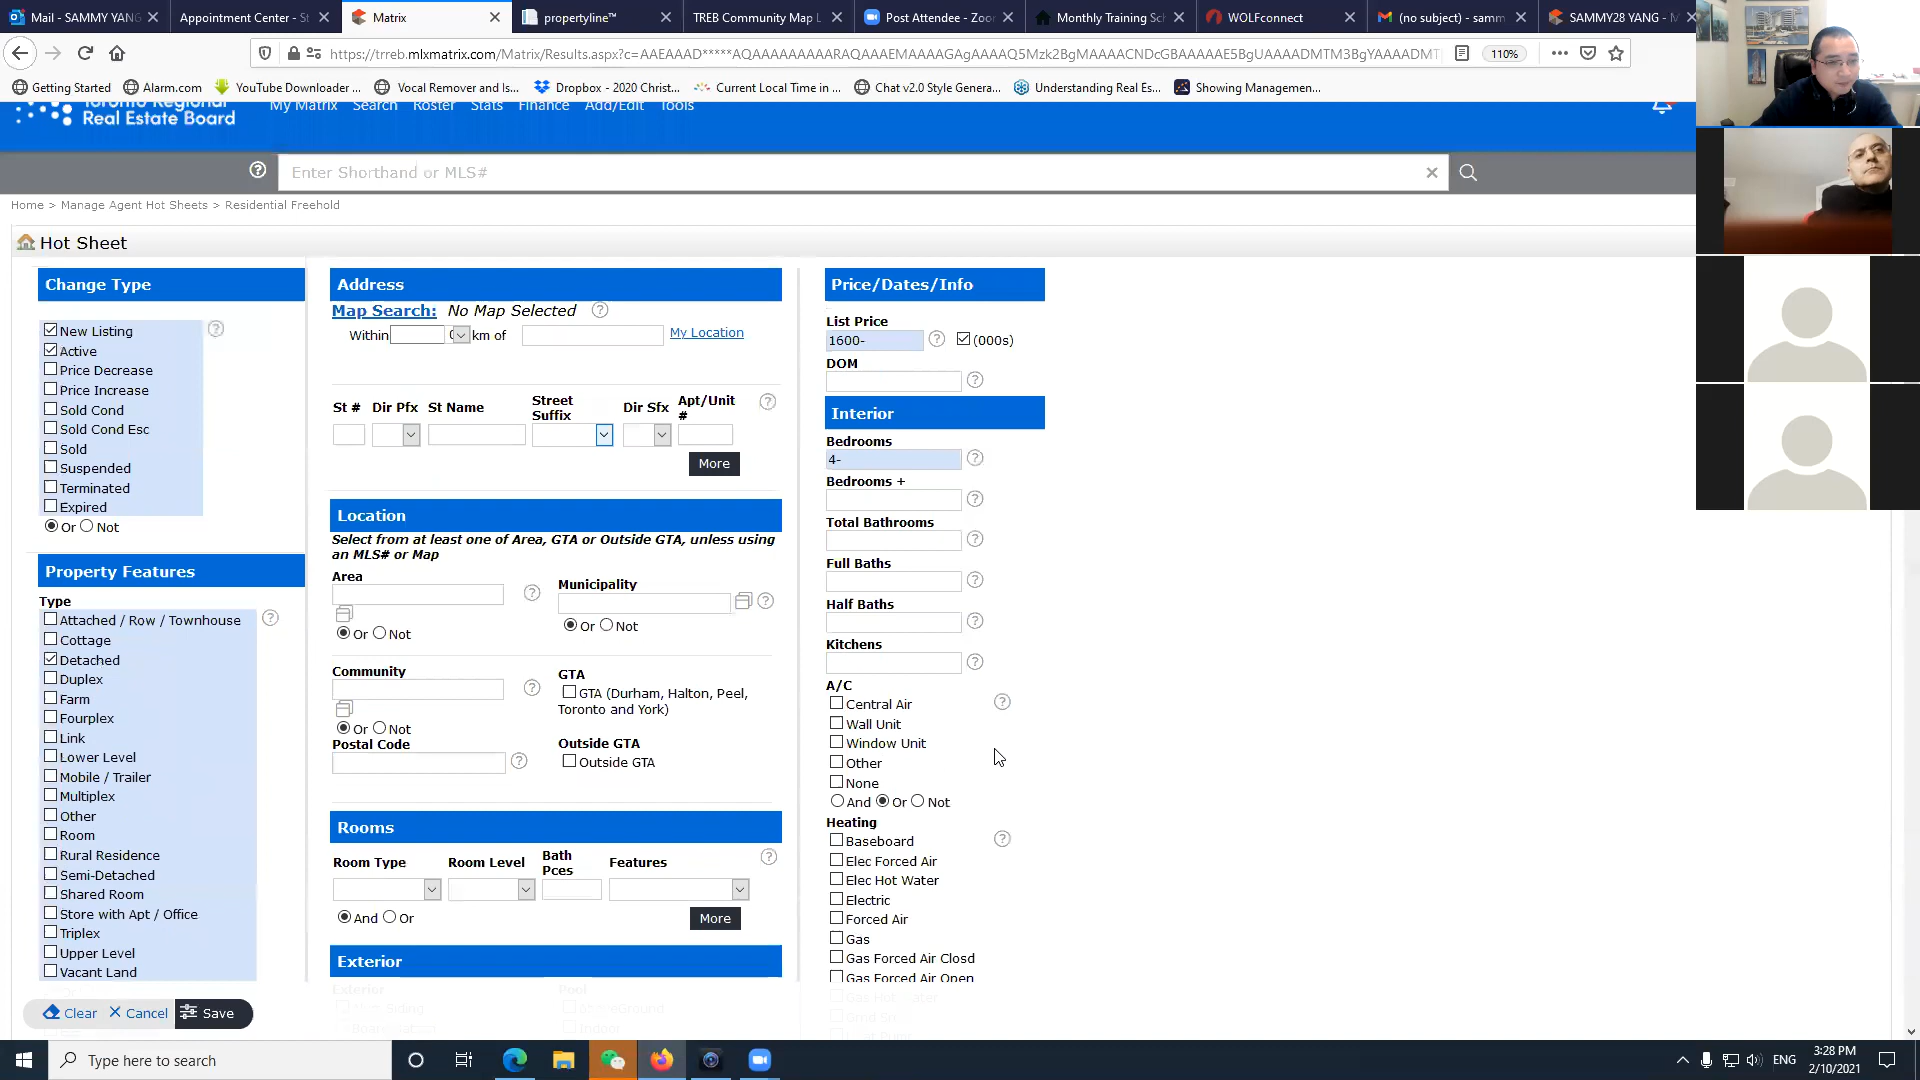 Mail - SAMMY YANG
Appointment Center - S
Matrix
propertyline™
TREB Community Map L
Post Attendee - Zoo
Monthly Training Sc
WOLFconnect
(no subject) - samm
SAMMY28 YANG - M
https://trreb.mlxmatrix.com/Matrix/Results.aspx?c=AAEAAAD*****AQAAAAAAAAARAQAAAEMAAAAGAgAAAAQ5Mzk2BgMAAAACNDcGBAAAAAE5BgUAAAADMTM3BgYAAAADMT
110%
Getting Started
Alarm.com
YouTube Downloader ...
Vocal Remover and Is...
Dropbox - 2020 Christ...
Current Local Time in ...
Chat v2.0 Style Genera...
Understanding Real Es...
Showing Managemen...
Toronto Regional
Real Estate Board
My Matrix Search Roster Stats Finance Add/Edit Tools
Enter Shorthand or MLS#
Home > Manage Agent Hot Sheets > Residential Freehold
Hot Sheet
Change Type
New Listing
Active
Price Decrease
Price Increase
Sold Cond
Sold Cond Esc
Sold
Suspended
Terminated
Expired
Or Not
Property Features
Type
Attached / Row / Townhouse
Cottage
Detached
Duplex
Farm
Fourplex
Link
Lower Level
Mobile / Trailer
Multiplex
Other
Room
Rural Residence
Semi-Detached
Shared Room
Store with Apt / Office
Triplex
Upper Level
Vacant Land
Clear Cancel Save
Address
Map Search: No Map Selected
Within km of My Location
St # Dir Pfx St Name Street Suffix Dir Sfx Apt/Unit #
More
Location
Select from at least one of Area, GTA or Outside GTA, unless using
an MLS# or Map
Area
Or Not
Municipality
Or Not
Community
Or Not
GTA
GTA (Durham, Halton, Peel,
Toronto and York)
Postal Code
Outside GTA
Outside GTA
Rooms
Room Type Room Level Bath Pces Features
And Or
More
Exterior
Exterior
Pool
Indoor
Price/Dates/Info
List Price
1600- (000s)
DOM
Interior
Bedrooms
4-
Bedrooms +
Total Bathrooms
Full Baths
Half Baths
Kitchens
A/C
Central Air
Wall Unit
Window Unit
Other
None
And Or Not
Heating
Baseboard
Elec Forced Air
Elec Hot Water
Electric
Forced Air
Gas
Gas Forced Air Closd
Gas Forced Air Open
Type here to search
ENG
3:28 PM
2/10/2021